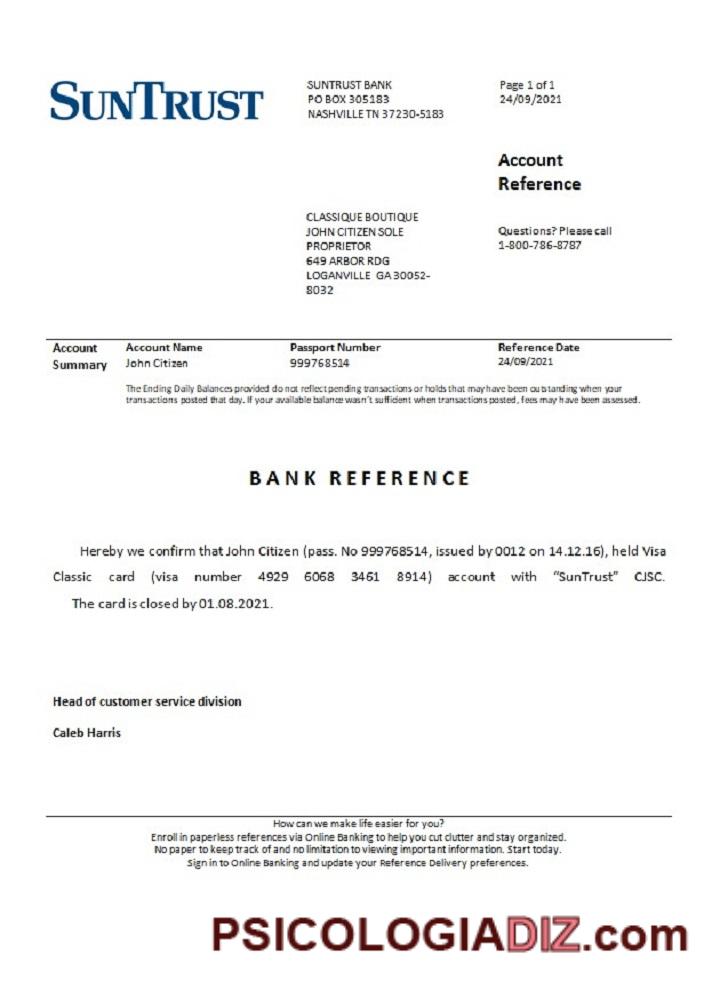 SUNTRUST
SUNTRUST BANK
PO BOX 305183
NASHVILLE TN 37230-5183
Page 1 of 1
24/09/2021
Account
Reference
CLASSIQUE BOUTIQUE
JOHN CITIZEN SOLE
PROPRIETOR
649 ARBOR RDG
LOGANVILLE GA 30052-
8032
Questions? Please call
1-800-786-8787
Account Summary
Account Name
John Citizen
Passport Number
999768514
Reference Date
24/09/2021
The Ending Daily Balances provided do not reflect pending transactions or holds that may have been outstanding when your
transactions posted that day. If your available balance wasn't sufficient when transactions posted, fees may have been assessed.
BANK REFERENCE
Hereby we confirm that John Citizen (pass. No 999768514, issued by 0012 on 14.12.16), held Visa
Classic card (visa number 4929 6068 3461 8914) account with "SunTrust" CJSC.
The card is closed by 01.08.2021.
Head of customer service division
Caleb Harris
How can we make life easier for you?
Enroll in paperless references via Online Banking to help you cut clutter and stay organized.
No paper to keep track of and no limitation to viewing important information. Start today.
Sign in to Online Banking and update your Reference Delivery preferences.
PSICOLOGIADIZ.com